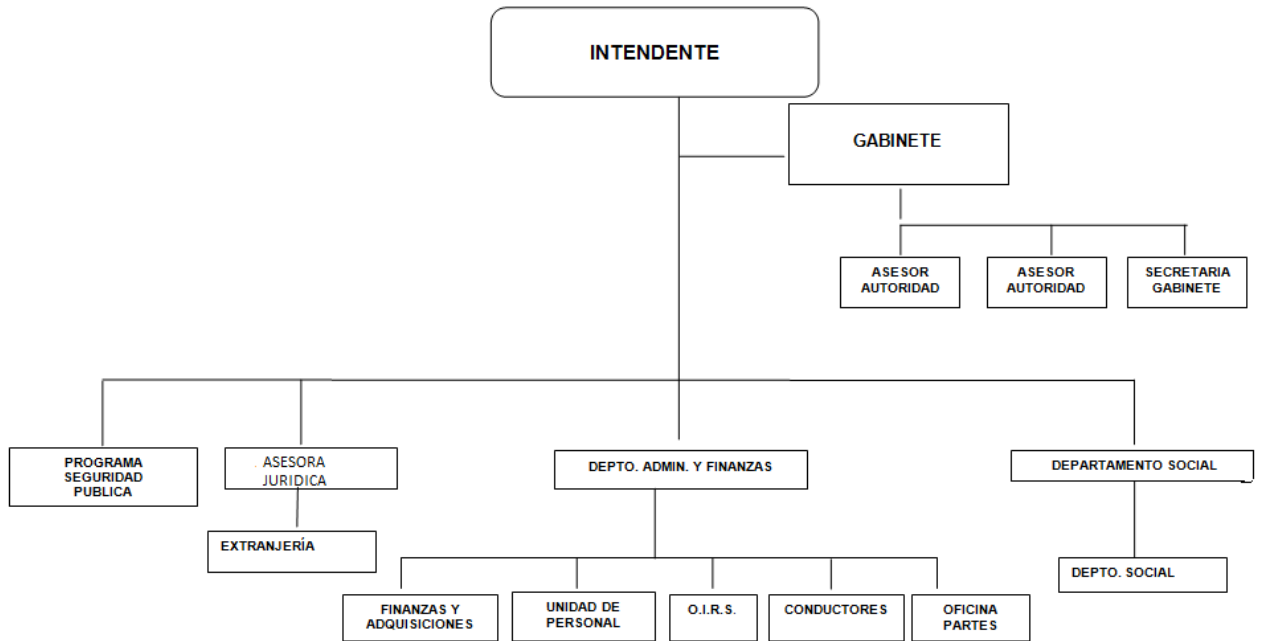 INTENDENTE
GABINETE
ASESOR
AUTORIDAD
ASESOR
AUTORIDAD
SECRETARIA
GABINETE
PROGRAMA
SEGURIDAD
PUBLICA
. ASESORA
JURIDICA
DEPTO. ADMIN. Y FINANZAS
DEPARTAMENTO SOCIAL
EXTRANJERÍA
DEPTO. SOCIAL
FINANZAS Y
ADQUISICIONES
UNIDAD DE
PERSONAL
O.I.R.S.
CONDUCTORES
OFICINA
PARTES